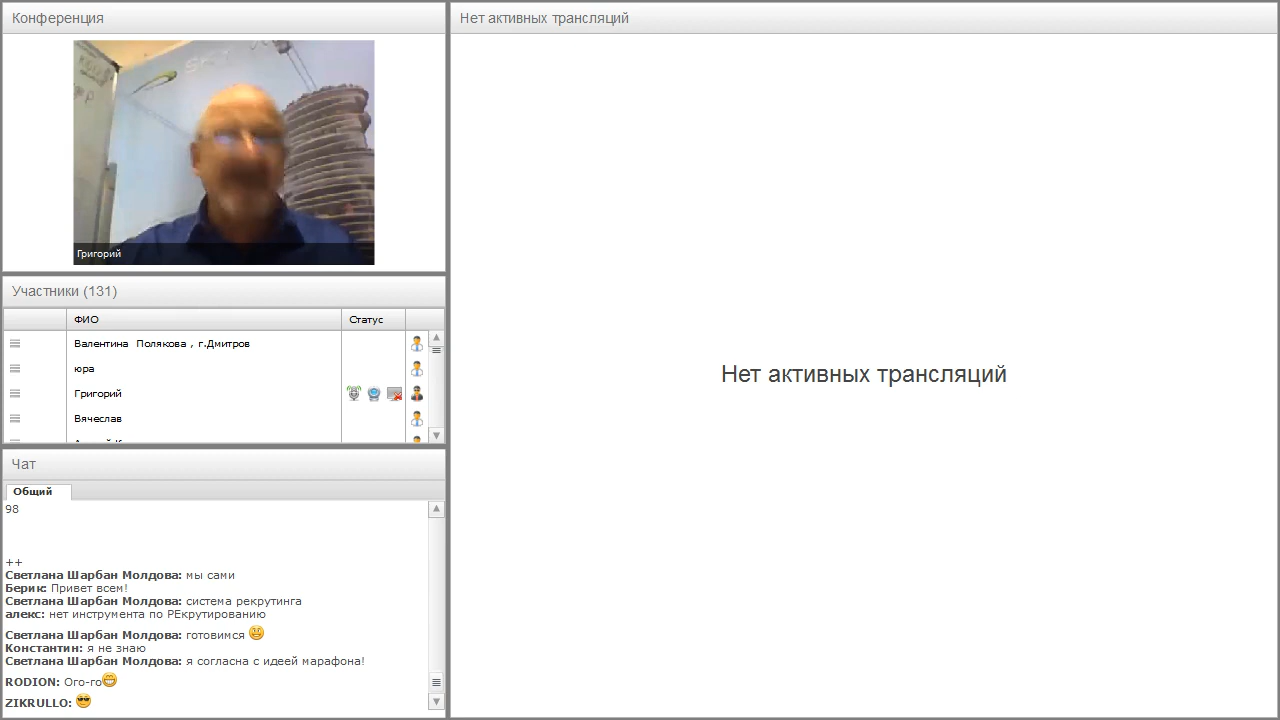 Конференция
Григорий
Участники (131)
ФИО
Статус
Валентина Полякова , г.Дмитров
юра
Григорий
Вячеслав
Чат
Общий
98
++
Светлана Шарбан Молдова: мы сами
Берик: Привет всем!
Светлана Шарбан Молдова: система рекрутинга
алекс: нет инструмента по РЕкрутированию
Светлана Шарбан Молдова: готовимся
Константин: я не знаю
Светлана Шарбан Молдова: я согласна с идеей марафона!
RODION: Ого-го
ZIKRULLO:
Нет активных трансляций
Нет активных трансляций